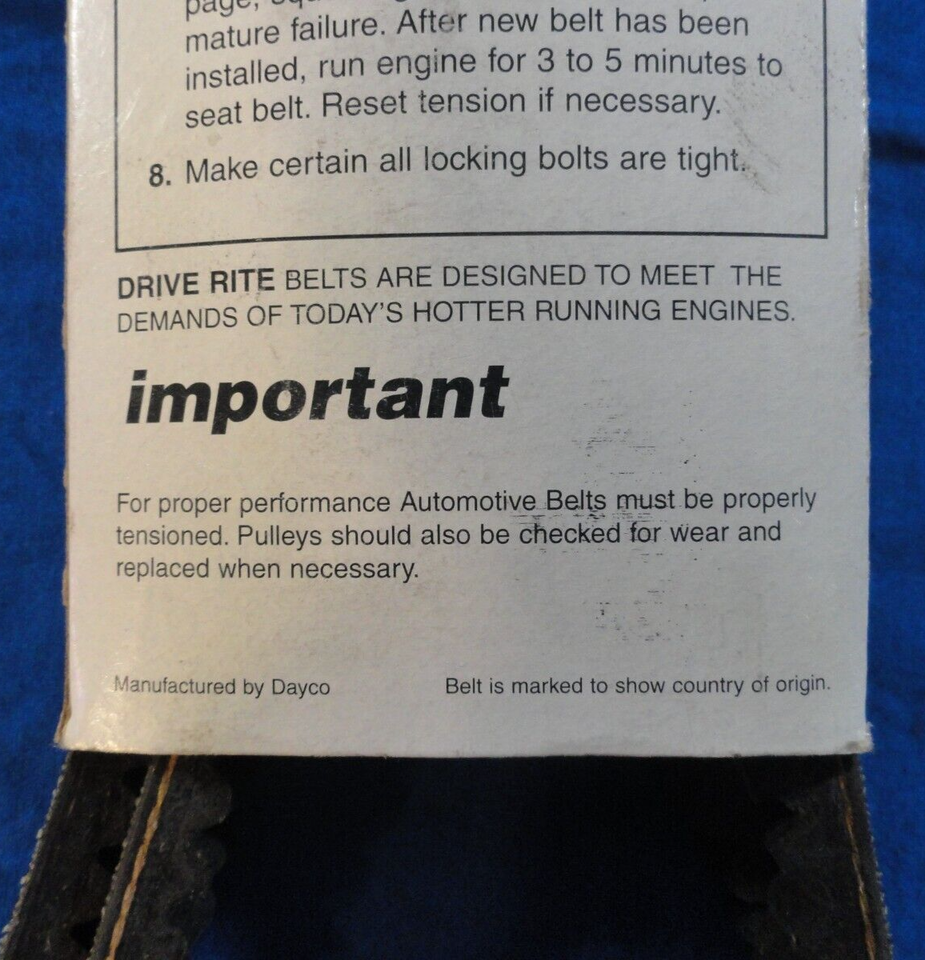 mature failure. After new belt has been
installed, run engine for 3 to 5 minutes to
seat belt. Reset tension if necessary.
8. Make certain all locking bolts are tight.
DRIVE RITE BELTS ARE DESIGNED TO MEET THE
DEMANDS OF TODAY'S HOTTER RUNNING ENGINES.
important
For proper performance Automotive Belts must be properly
tensioned. Pulleys should also be checked for wear and
replaced when necessary.
Manufactured by Dayco
Belt is marked to show country of origin.